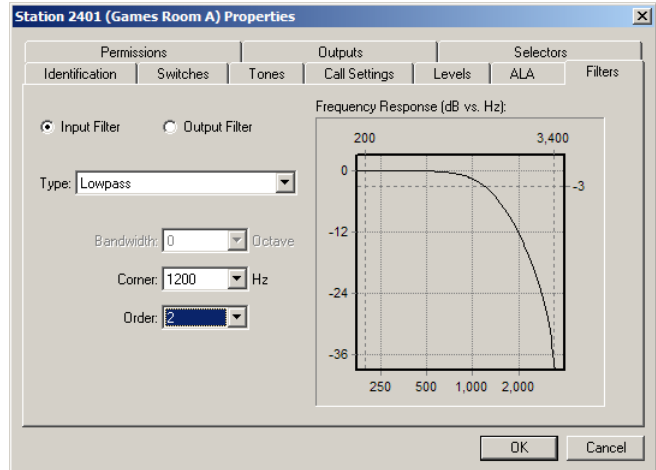 Station 2401 (Games Room A) Properties
Permissions Outputs Selectors
Identification Switches Tones Call Settings Levels ALA Filters
Input Filter Output Filter
Type: Lowpass
Bandwidth: 0 Octave
Corner: 1200 Hz
Order: 2
Frequency Response (dB vs. Hz):
200 3,400
0
-3
-12
-24
-36
250 500 1,000 2,000
OK Cancel